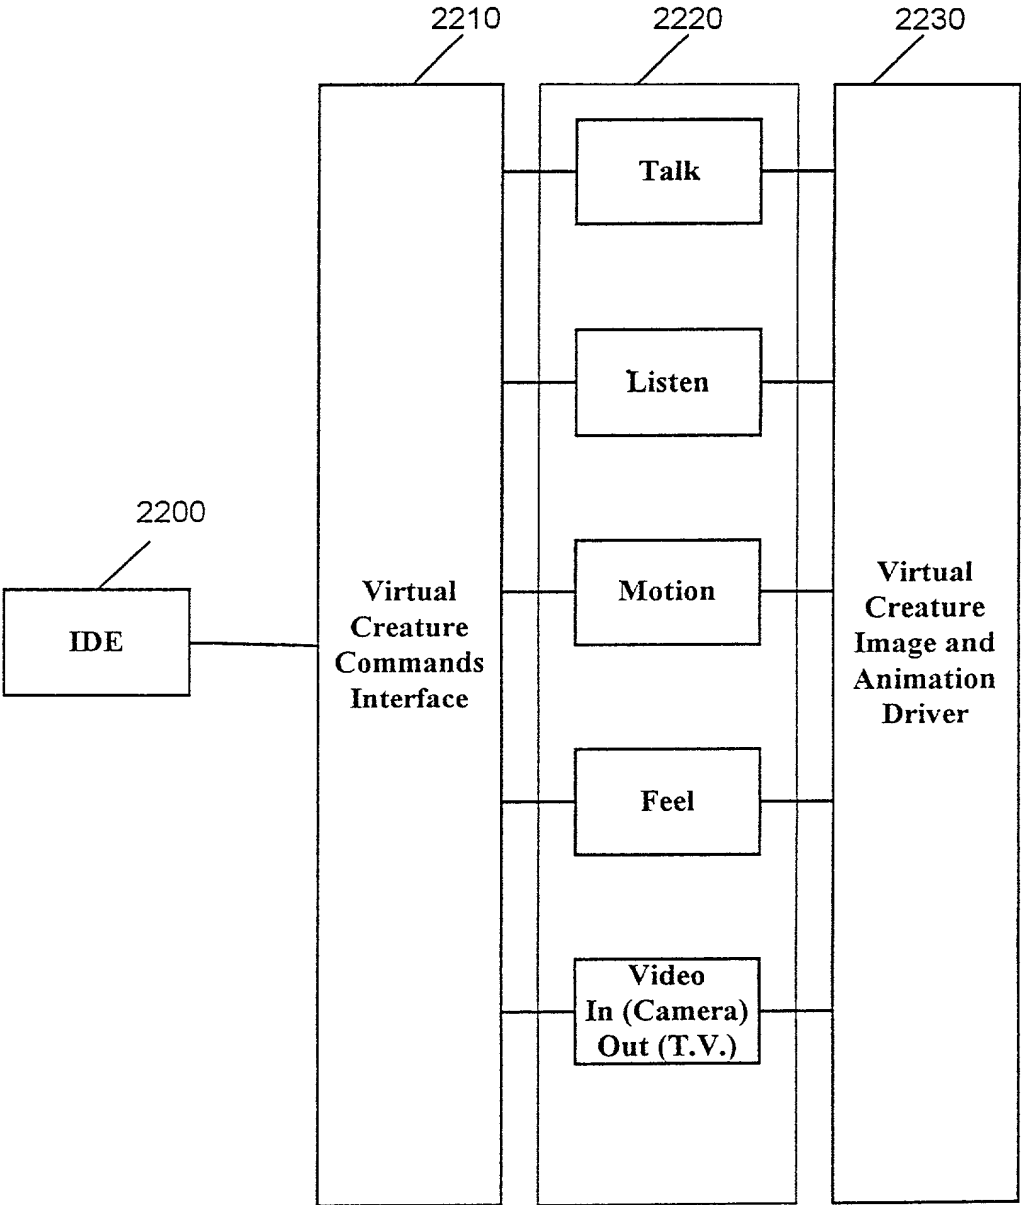 2210
2220
2230
Talk
Listen
2200
IDE
Virtual
Creature
Commands
Interface
Motion
Virtual
Creature
Image and
Animation
Driver
Feel
Video
In (Camera)
Out (T.V.)